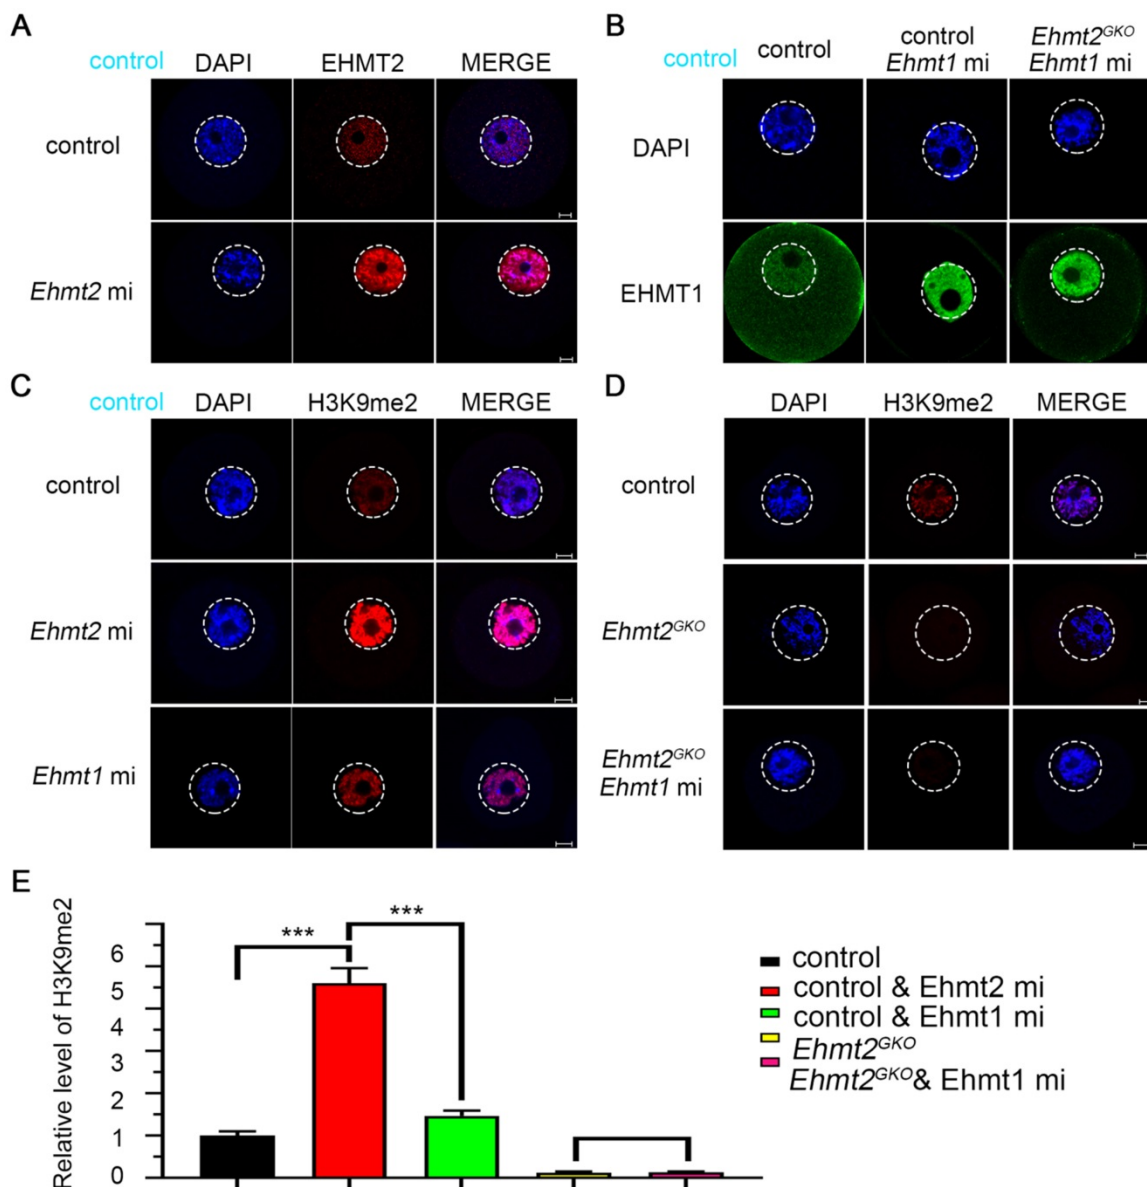 A
control DAPI EHMT2 MERGE
control
Ehmt2 mi
B
control control control Ehmt2GKO
Ehmt1 mi Ehmt1 mi
DAPI
EHMT1
C
control DAPI H3K9me2 MERGE
control
Ehmt2 mi
Ehmt1 mi
D
DAPI H3K9me2 MERGE
control
Ehmt2GKO
Ehmt2GKO
Ehmt1 mi
E
Relative level of H3K9me2
6
5
4
3
2
1
0
***
***
control
control & Ehmt2 mi
control & Ehmt1 mi
Ehmt2GKO
Ehmt2GKO& Ehmt1 mi